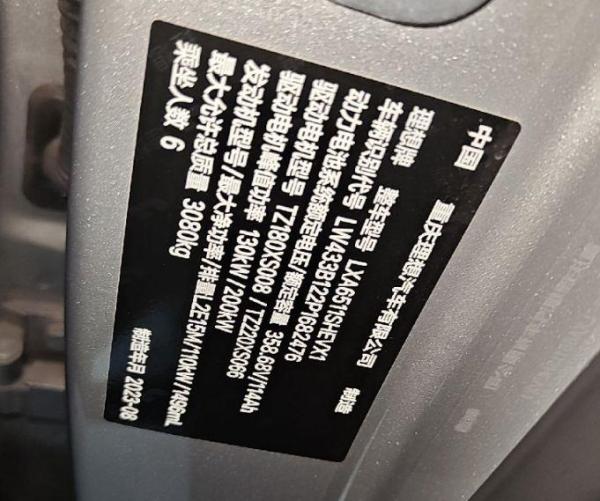 中国 重庆理想汽车有限公司 制造
理想牌 整车型号 LXA6511SHEVX1
车辆识别代号 LW433B122P1082476
动力电池系统额定电压/额定容量 358.68V/114Ah
驱动电机型号 TZ180XS008 / TZ220XS066
驱动电机峰值功率 130kW/200kW
发动机型号/最大净功率/排量 L2E15M/110kW/1496mL
最大允许总质量 3080kg
乘坐人数 6 制造年月 2023-08